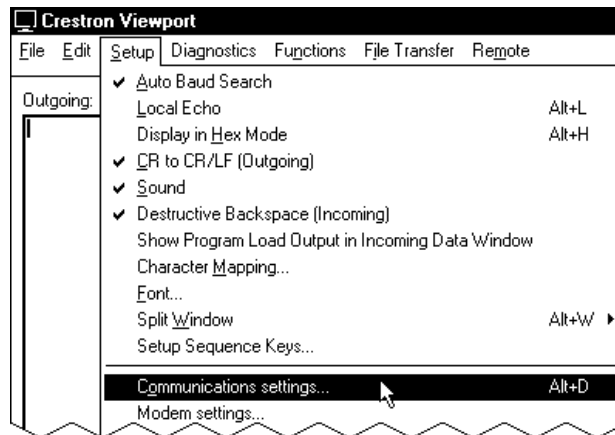 Crestron Viewport
File Edit Setup Diagnostics Functions File Transfer Remote
Auto Baud Search
Outgoing:
Local Echo Alt+L
Display in Hex Mode Alt+H
CR to CR/LF (Outgoing)
Sound
Destructive Backspace (Incoming)
Show Program Load Output in Incoming Data Window
Character Mapping...
Font...
Split Window Alt+W
Setup Sequence Keys...
Communications settings... Alt+D
Modem settings...